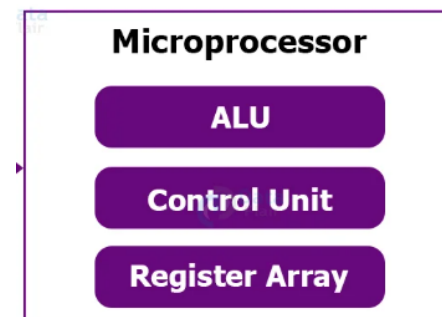 Microprocessor
ALU
Control Unit
Register Array